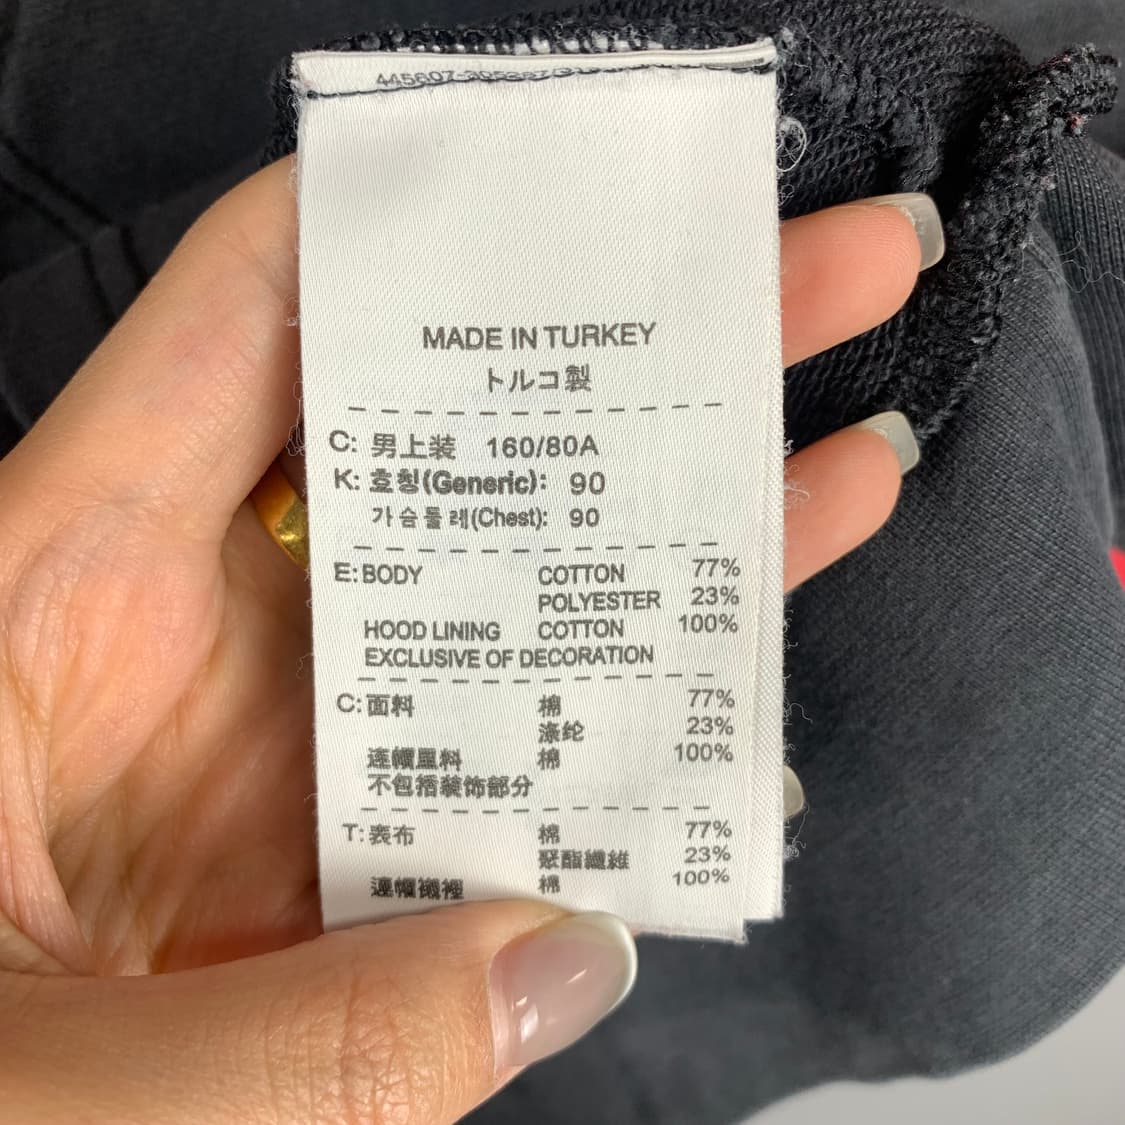 MADE IN TURKEY
トルコ製
C: 男上装 160/80A
K: 호칭(Generic): 90
가슴둘레(Chest): 90
E: BODY COTTON 77%
POLYESTER 23%
HOOD LINING COTTON 100%
EXCLUSIVE OF DECORATION
C: 面料 棉 77%
涤纶 23%
连帽里料 棉 100%
不包括装饰部分
T: 表布 棉 77%
聚酯纖維 23%
連帽襯裡 棉 100%